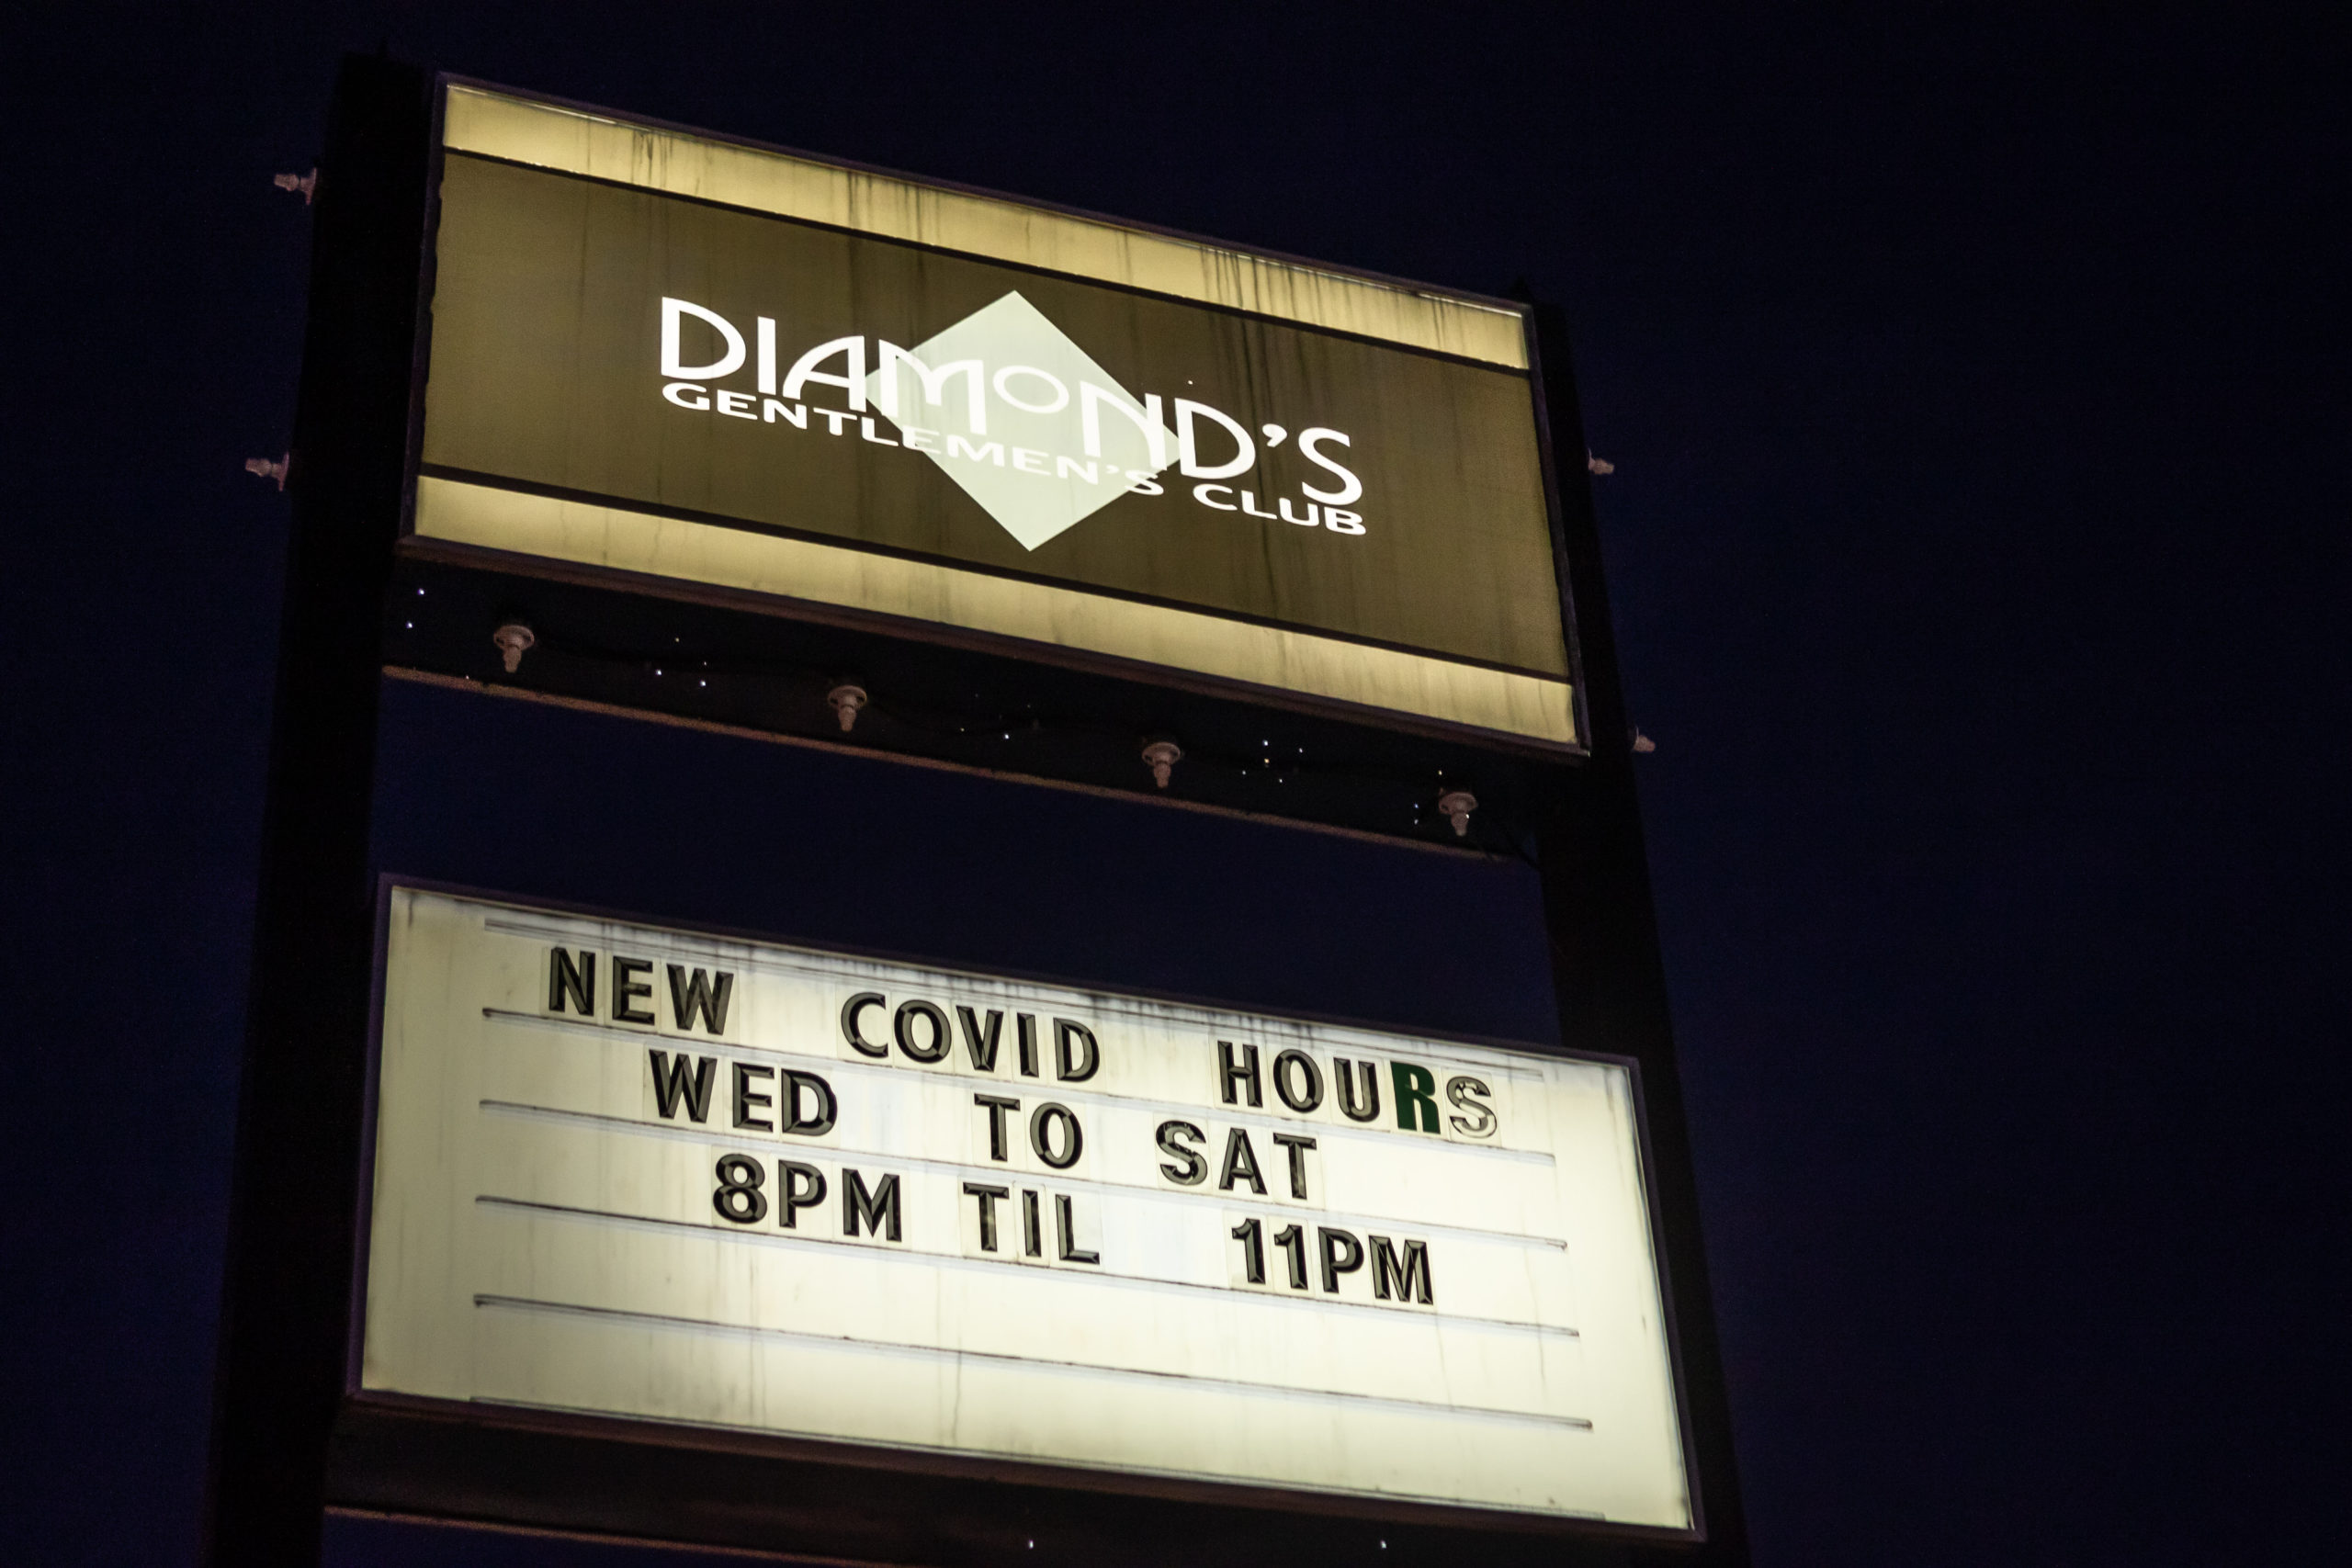 DIAMOND'S
GENTLEMEN'S CLUB
NEW COVID HOURS
WED TO SAT
8PM TIL 11PM